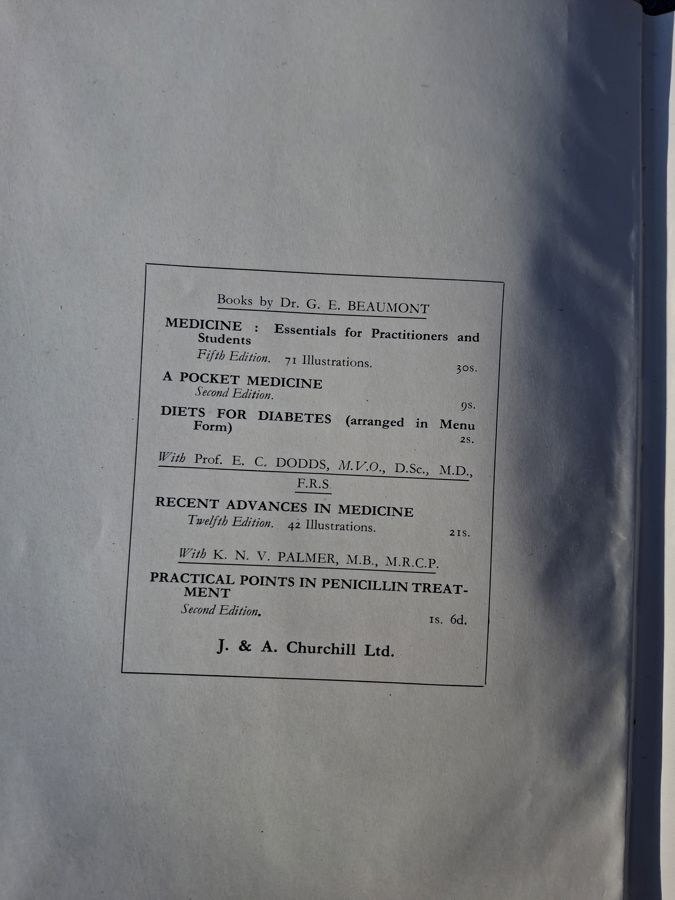 Books by Dr. G. E. BEAUMONT
MEDICINE : Essentials for Practitioners and
Students
Fifth Edition. 71 Illustrations. 30s.
A POCKET MEDICINE
Second Edition. 9s.
DIETS FOR DIABETES (arranged in Menu
Form) 2s.
With Prof. E. C. DODDS, M.V.O., D.Sc., M.D.,
F.R.S.
RECENT ADVANCES IN MEDICINE
Twelfth Edition. 42 Illustrations. 21s.
With K. N. V. PALMER, M.B., M.R.C.P.
PRACTICAL POINTS IN PENICILLIN TREAT-
MENT
Second Edition. 1s. 6d.
J. & A. Churchill Ltd.